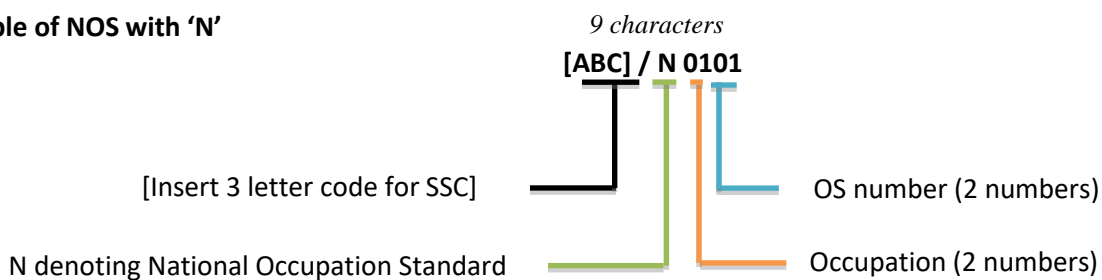 of NOS with ‘N’
9 characters
[ABC] / N 0101
[Insert 3 letter code for SSC]
OS number (2 numbers)
N denoting National Occupation Standard
Occupation (2 numbers)